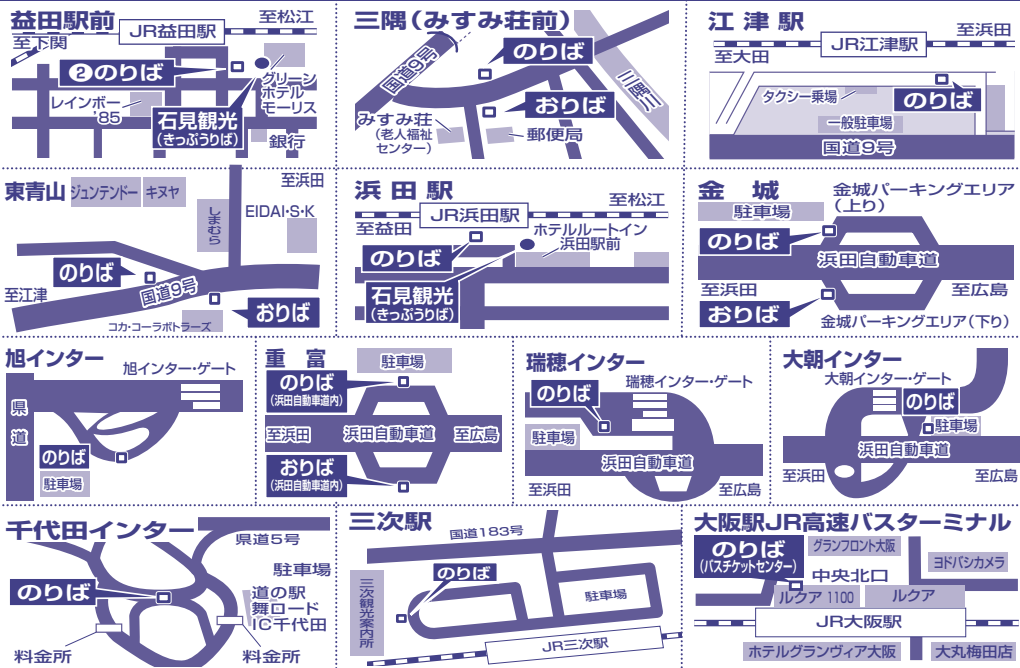 益田駅前
至松江
JR益田駅
至下関
❷のりば
グリーン
ホテル
モーリス
レインボー
'85
石見観光
(きっぷうりば)
銀行
三隅(みすみ荘前)
国道9号
のりば
三隅川
おりば
みすみ荘
(老人福祉
センター)
郵便局
江津駅
至浜田
JR江津駅
至大田
タクシー乗場
のりば
一般駐車場
国道9号
東青山
ジュンテンドー
キヌヤ
至浜田
しまむら
EIDAI・S・K
のりば
国道9号
至江津
おりば
コカ・コーラボトラーズ
浜田駅
至松江
JR浜田駅
至益田
ホテルルートイン
浜田駅前
のりば
石見観光
(きっぷうりば)
金城
金城パーキングエリア
(上り)
駐車場
のりば
浜田自動車道
至浜田
至広島
おりば
金城パーキングエリア(下り)
旭インター
旭インター・ゲート
県道
のりば
駐車場
重富
駐車場
のりば
(浜田自動車道内)
至浜田
浜田自動車道
至広島
おりば
(浜田自動車道内)
瑞穂インター
瑞穂インター・ゲート
のりば
駐車場
浜田自動車道
至浜田
至広島
大朝インター
大朝インター・ゲート
のりば
駐車場
浜田自動車道
至浜田
至広島
千代田インター
県道5号
駐車場
のりば
道の駅
舞ロード
IC千代田
料金所
料金所
三次駅
国道183号
のりば
三次観光案内所
駐車場
JR三次駅
大阪駅JR高速バスターミナル
のりば
(バスチケットセンター)
グランフロント大阪
ヨドバシカメラ
中央北口
ルクア 1100
ルクア
JR大阪駅
ホテルグランヴィア大阪
大丸梅田店